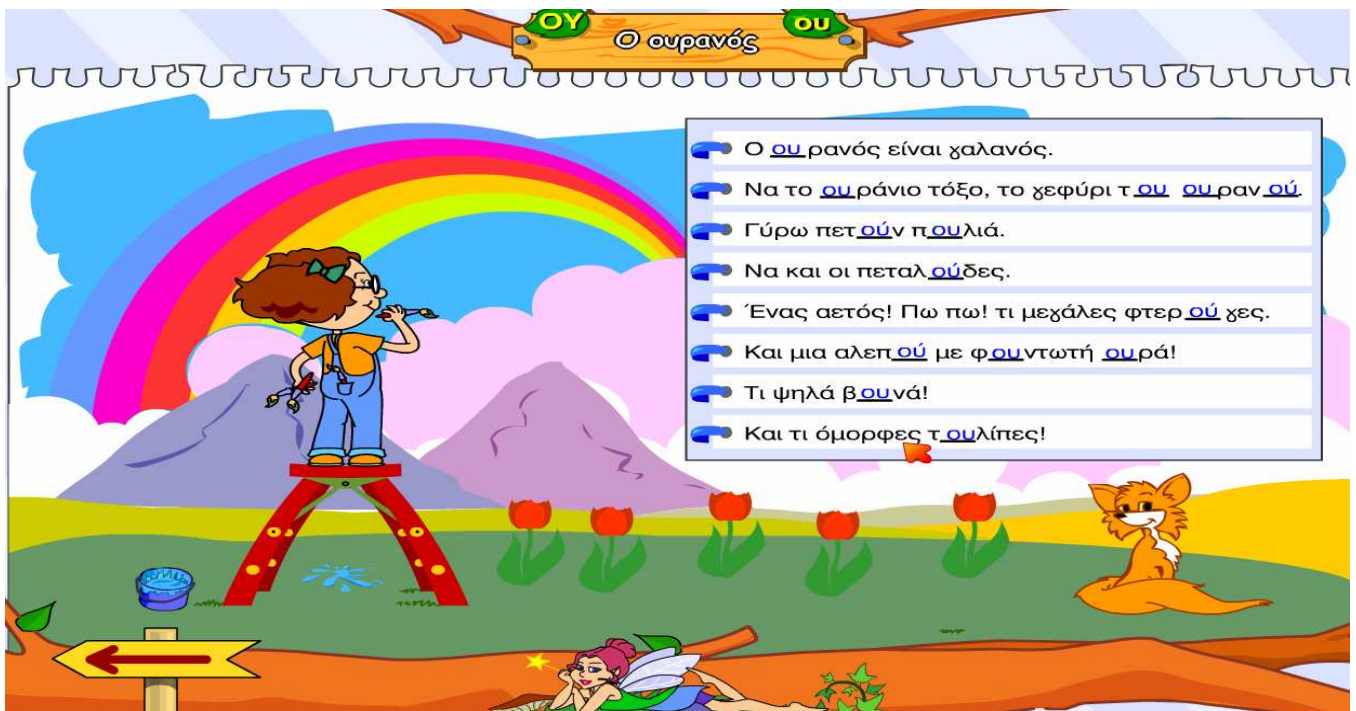 ΟΥ
ου
Ο ουρανός
Ο ουρανός είναι γαλανός.
Να το ουράνιο τόξο, το γεφύρι του ουρανού.
Γύρω πετούν πουλιά.
Να και οι πεταλούδες.
Ένας αετός! Πω πω! τι μεγάλες φτερούγες.
Και μια αλεπού με φουντωτή ουρά!
Τι ψηλά βουνά!
Και τι όμορφες τουλίπες!